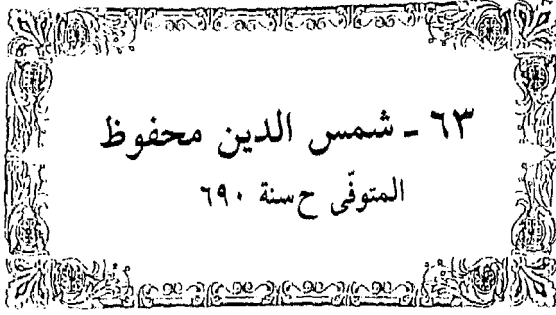 ٦٣ ـ شمس الدين محفوظ
المتوفّى ح سنة ٦٩٠